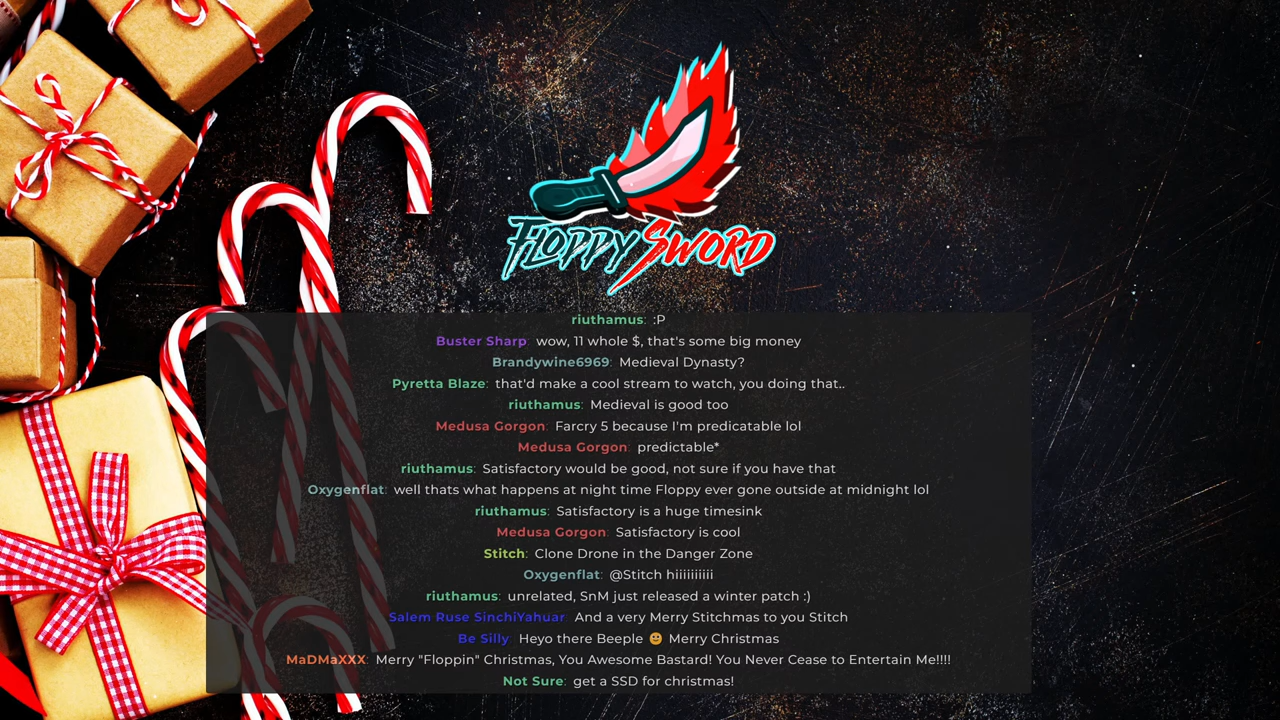 FLOPPY SWORD
riuthamus: :P
Buster Sharp: wow, 11 whole $, that's some big money
Brandywine6969: Medieval Dynasty?
Pyretta Blaze: that'd make a cool stream to watch, you doing that..
riuthamus: Medieval is good too
Medusa Gorgon: Farcry 5 because I'm predicatable lol
Medusa Gorgon: predictable*
riuthamus: Satisfactory would be good, not sure if you have that
Oxygenflat: well thats what happens at night time Floppy ever gone outside at midnight lol
riuthamus: Satisfactory is a huge timesink
Medusa Gorgon: Satisfactory is cool
Stitch: Clone Drone in the Danger Zone
Oxygenflat: @Stitch hiiiiiiiiii
riuthamus: unrelated, SnM just released a winter patch :)
Salem Ruse SinchiYahuar: And a very Merry Stitchmas to you Stitch
Be Silly: Heyo there Beeple 🙂 Merry Christmas
MaDMaXXX: Merry "Floppin" Christmas, You Awesome Bastard! You Never Cease to Entertain Me!!!!
Not Sure: get a SSD for christmas!